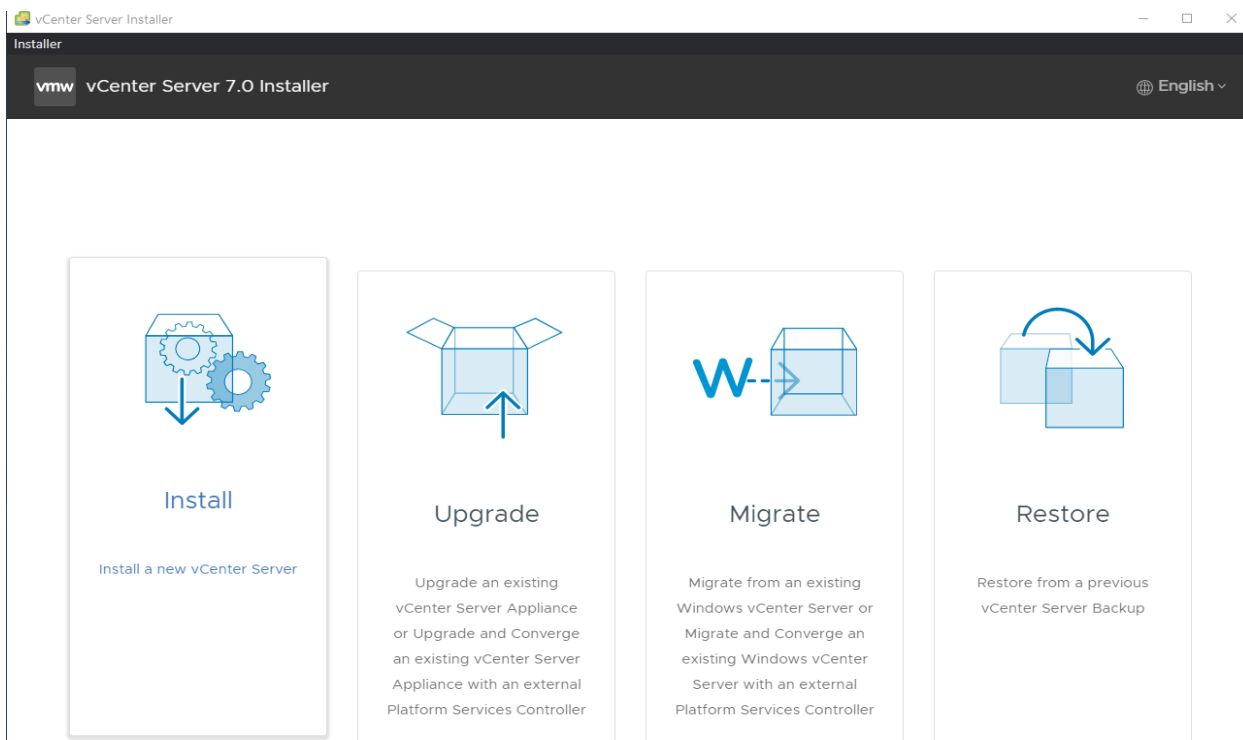 vCenter Server Installer
Installer
vmw vCenter Server 7.0 Installer
English
Install
Install a new vCenter Server
Upgrade
Upgrade an existing
vCenter Server Appliance
or Upgrade and Converge
an existing vCenter Server
Appliance with an external
Platform Services Controller
W
Migrate
Migrate from an existing
Windows vCenter Server or
Migrate and Converge an
existing Windows vCenter
Server with an external
Platform Services Controller
Restore
Restore from a previous
vCenter Server Backup